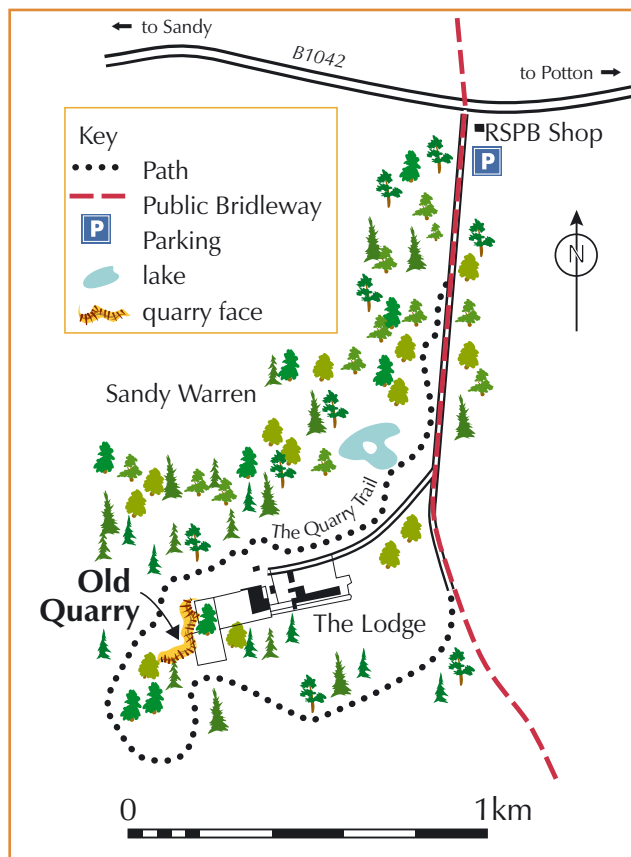 ← to Sandy
B1042
to Potton →
RSPB Shop
P
Key
Path
Public Bridleway
P
Parking
lake
quarry face
N
Sandy Warren
The Quarry Trail
Old
Quarry
The Lodge
0
1km